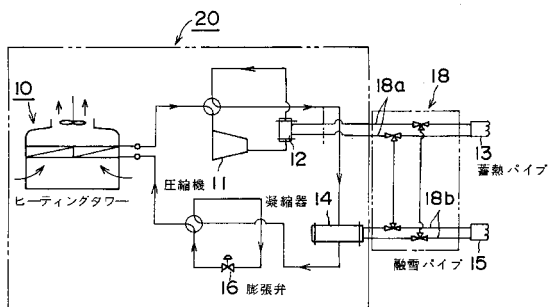 20
10
18
18a
圧縮機
11
12
13
蓄熱パイプ
ヒーティングタワー
凝縮器
14
18b
16
膨張弁
融雪パイプ
15